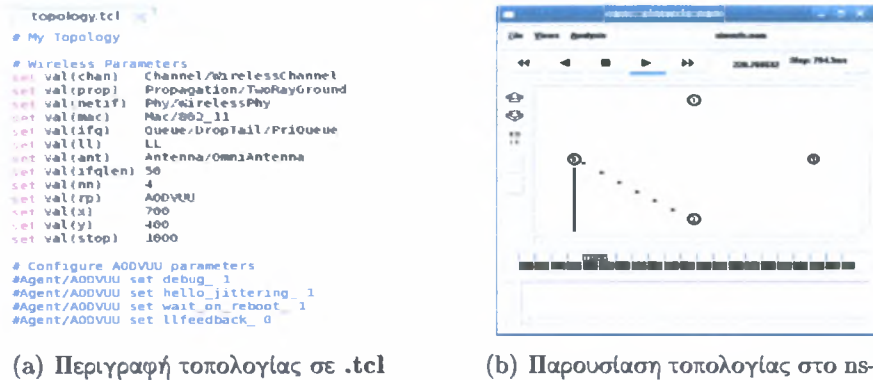 topology.tcl
# My Topology
# Wireless Parameters
set val(chan) Channel/WirelessChannel
set val(prop) Propagation/TwoRayGround
set val(netif) Phy/WirelessPhy
set val(mac) Mac/802_11
set val(ifq) Queue/DropTail/PriQueue
set val(ll) LL
set val(ant) Antenna/OmniAntenna
set val(ifqlen) 50
set val(nn) 4
set val(rp) AODVUU
set val(x) 700
set val(y) 400
set val(stop) 1000
# Configure AODVUU parameters
#Agent/AODVUU set debug_ 1
#Agent/AODVUU set hello_jittering_ 1
#Agent/AODVUU set wait_on_reboot_ 1
#Agent/AODVUU set llfeedback_ 0
(a) Περιγραφή τοπολογίας σε .tcl
File Views Analysis
Step:
(b) Παρουσίαση τοπολογίας στο ns-